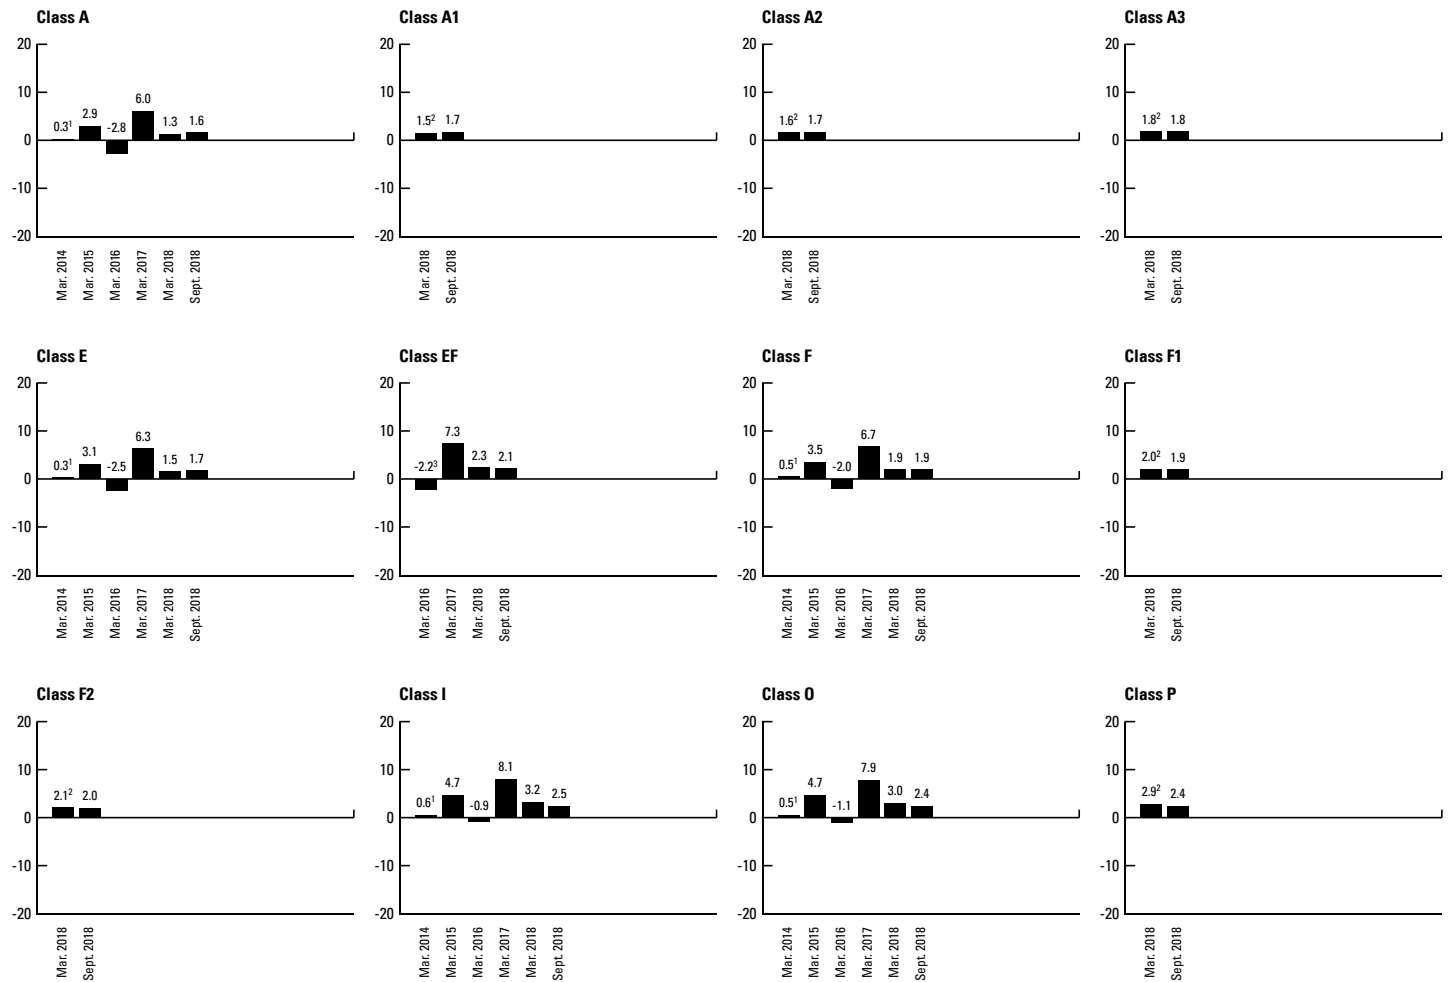 Class A
20
10
0
-10
-20
0.3¹
2.9
-2.8
6.0
1.3
1.6
Mar. 2014
Mar. 2015
Mar. 2016
Mar. 2017
Mar. 2018
Sept. 2018
Class A1
20
10
0
-10
-20
1.5²
1.7
Mar. 2018
Sept. 2018
Class A2
20
10
0
-10
-20
1.6²
1.7
Mar. 2018
Sept. 2018
Class A3
20
10
0
-10
-20
1.8²
1.8
Mar. 2018
Sept. 2018
Class E
20
10
0
-10
-20
0.3¹
3.1
-2.5
6.3
1.5
1.7
Mar. 2014
Mar. 2015
Mar. 2016
Mar. 2017
Mar. 2018
Sept. 2018
Class EF
20
10
0
-10
-20
-2.2³
7.3
2.3
2.1
Mar. 2016
Mar. 2017
Mar. 2018
Sept. 2018
Class F
20
10
0
-10
-20
0.5¹
3.5
-2.0
6.7
1.9
1.9
Mar. 2014
Mar. 2015
Mar. 2016
Mar. 2017
Mar. 2018
Sept. 2018
Class F1
20
10
0
-10
-20
2.0²
1.9
Mar. 2018
Sept. 2018
Class F2
20
10
0
-10
-20
2.1²
2.0
Mar. 2018
Sept. 2018
Class I
20
10
0
-10
-20
0.6¹
4.7
-0.9
8.1
3.2
2.5
Mar. 2014
Mar. 2015
Mar. 2016
Mar. 2017
Mar. 2018
Sept. 2018
Class O
20
10
0
-10
-20
0.5¹
4.7
-1.1
7.9
3.0
2.4
Mar. 2014
Mar. 2015
Mar. 2016
Mar. 2017
Mar. 2018
Sept. 2018
Class P
20
10
0
-10
-20
2.9²
2.4
Mar. 2018
Sept. 2018